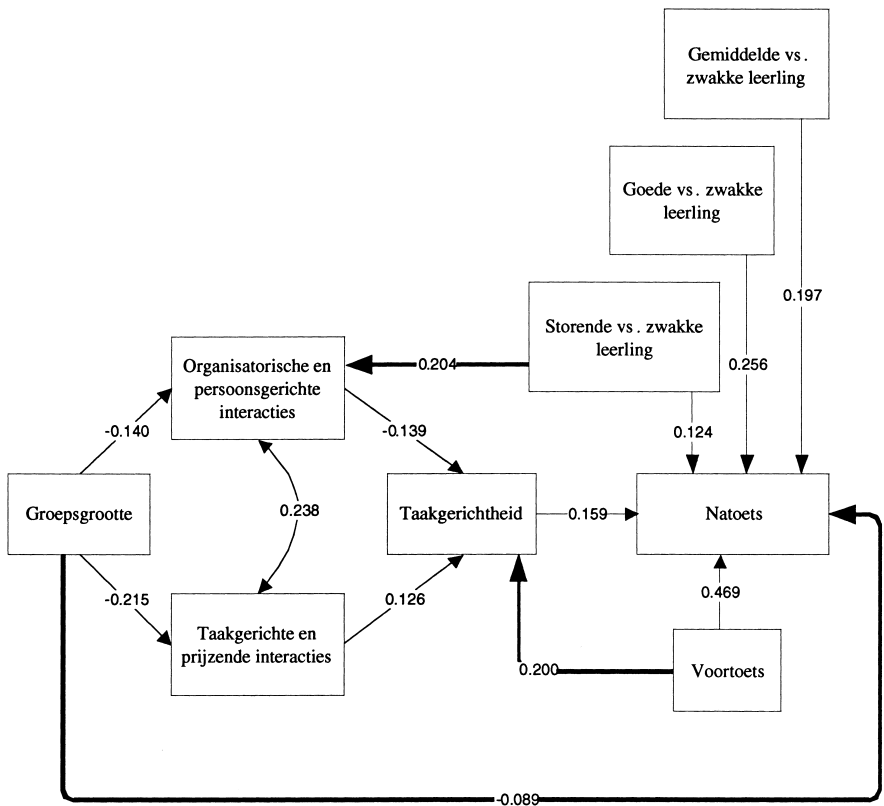 Gemiddelde vs.
zwakke leerling
Goede vs. zwakke
leerling
0.197
Storende vs. zwakke
leerling
Organisatorische en
persoonsgerichte
interacties
0.204
0.256
-0.140
-0.139
0.124
Groepsgrootte
0.238
Taakgerichtheid
0.159
Natoets
-0.215
0.126
0.469
Taakgerichte en
prijzende interacties
0.200
Voortoets
-0.089